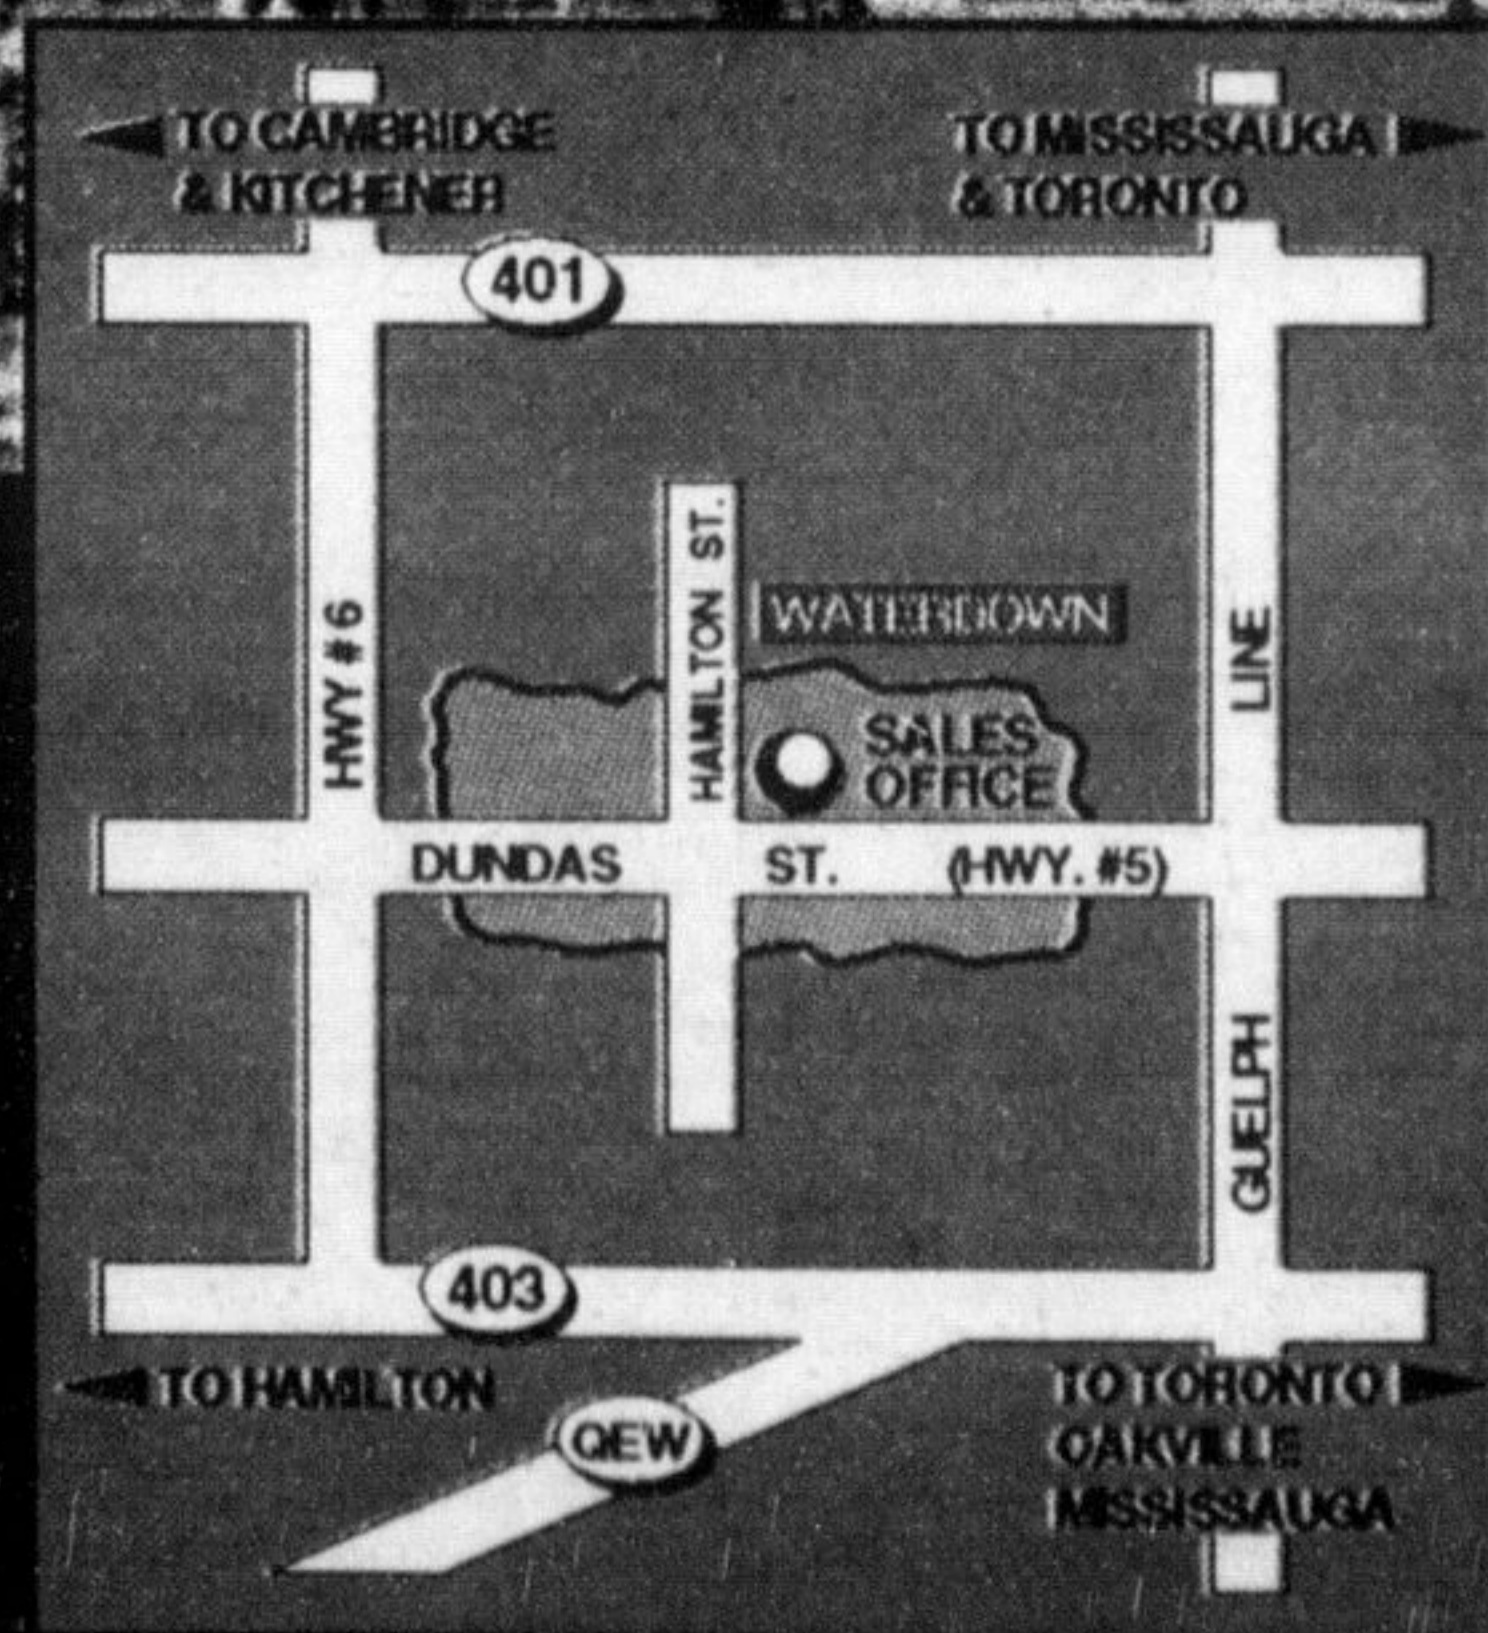 TO CAMBRIDGE
& KITCHENER
TO MISSISSAUGA
& TORONTO
401
HWY #6
HAMILTON ST.
WATERDOWN
SALES
OFFICE
GUELPH LINE
DUNDAS ST. (HWY. #5)
403
TO HAMILTON
QEW
TO TORONTO
OAKVILLE
MISSISSAUGA